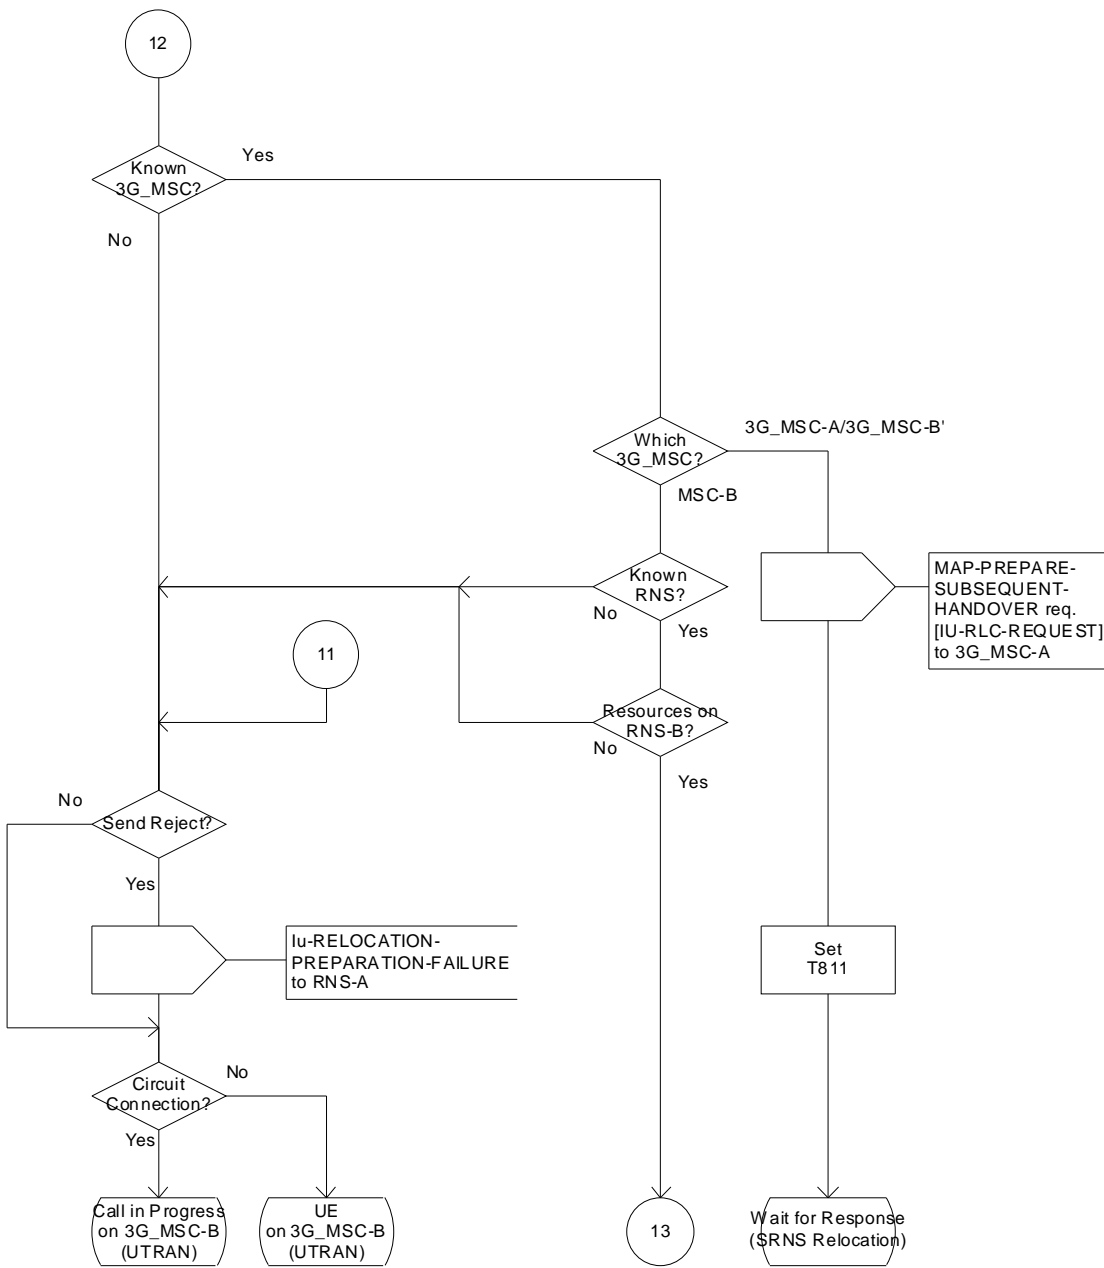 12
Known
3G_MSC?
Yes
No
Which
3G_MSC?
3G_MSC-A/3G_MSC-B'
MSC-B
Known
RNS?
No
Yes
MAP-PREPARE-
SUBSEQUENT-
HANDOVER req.
[IU-RLC-REQUEST]
to 3G_MSC-A
11
Resources on
RNS-B?
No
Yes
No
Send Reject?
Yes
Iu-RELOCATION-
PREPARATION-FAILURE
to RNS-A
Set
T811
Circuit
Connection?
No
Yes
Call in Progress
on 3G_MSC-B
(UTRAN)
UE
on 3G_MSC-B
(UTRAN)
13
Wait for Response
(SRNS Relocation)